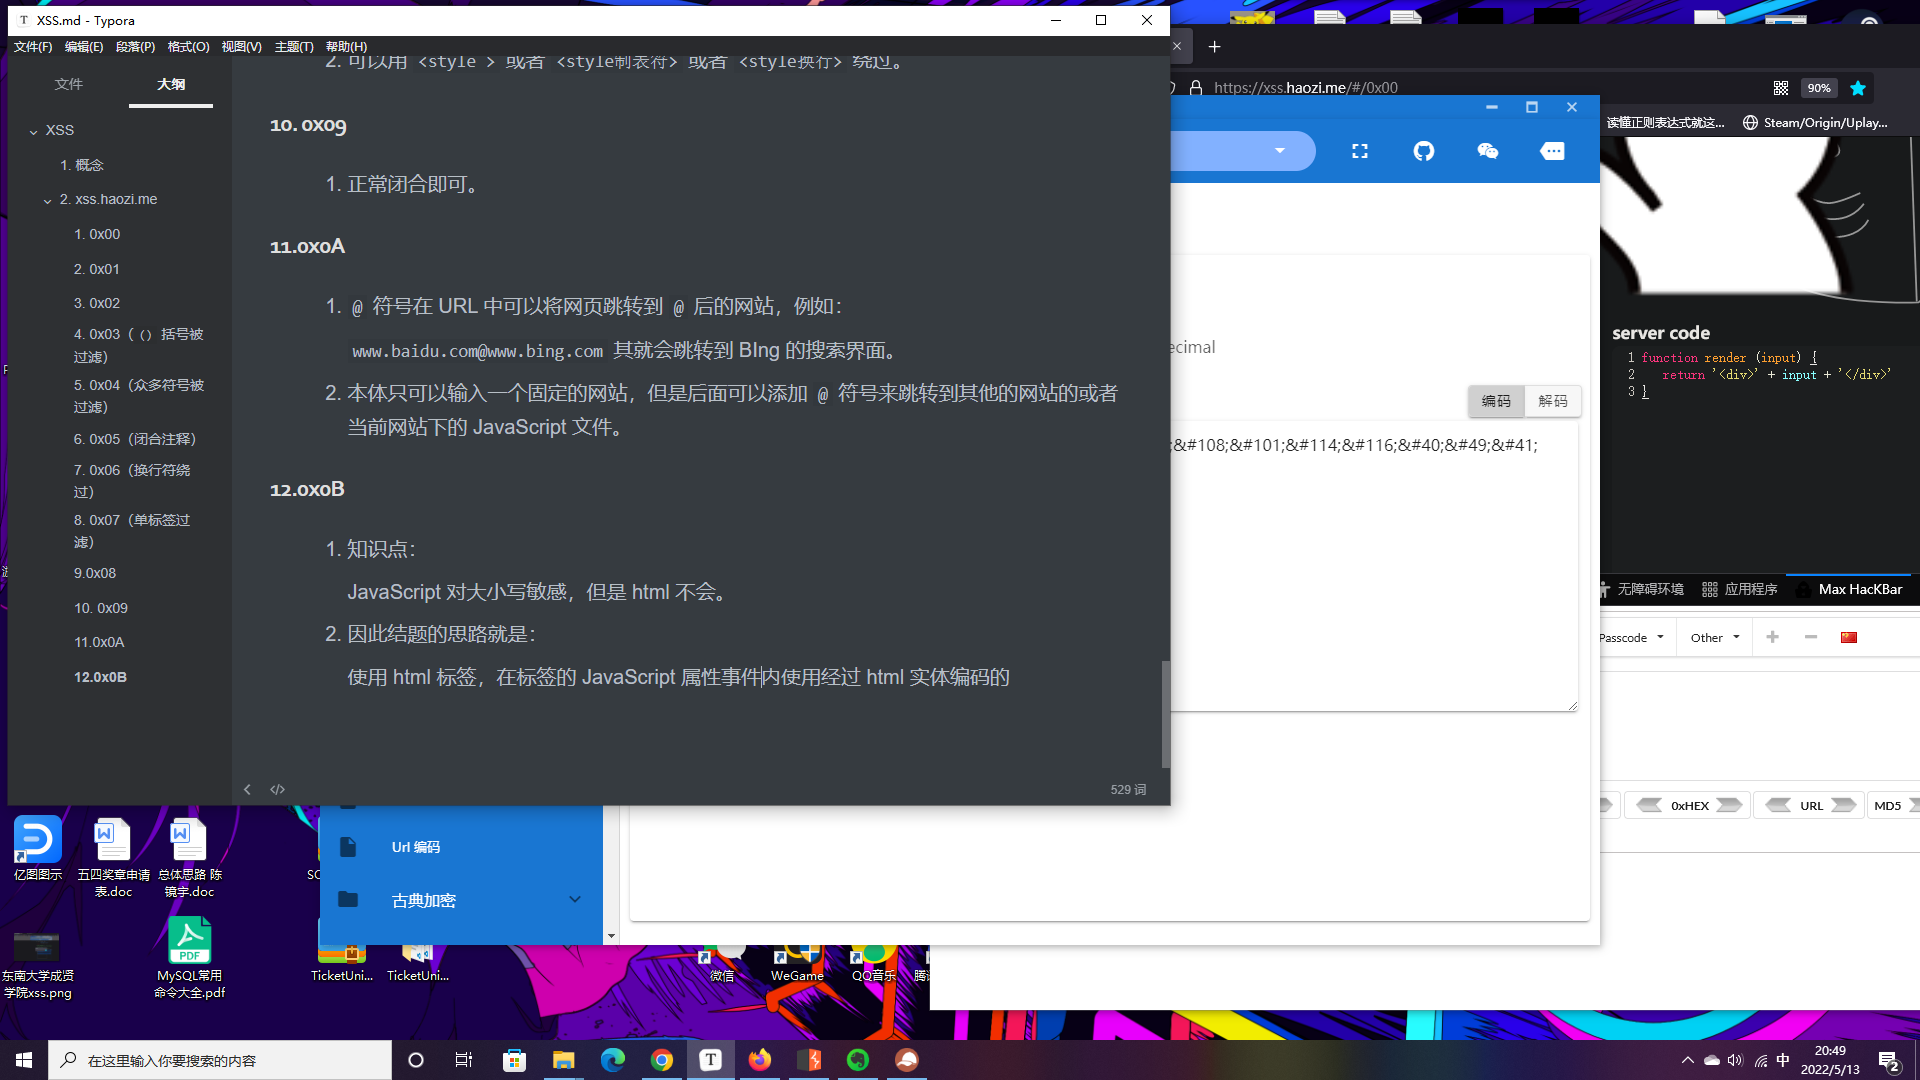 XSS.md - Typora
文件(F) 编辑(E) 段落(P) 格式(O) 视图(V) 主题(T) 帮助(H)
文件 大纲
XSS
1. 概念
2. xss.haozi.me
1. 0x00
2. 0x01
3. 0x02
4. 0x03（ () 括号被
过滤）
5. 0x04（众多符号被
过滤）
6. 0x05（闭合注释）
7. 0x06（换行符绕
过）
8. 0x07（单标签过
滤）
9.0x08
10. 0x09
11.0x0A
12.0x0B
2. 可以用 <style > 或者 <style制表符> 或者 <style换行> 绕过。
10. 0x09
1. 正常闭合即可。
11.0x0A
1. @ 符号在 URL 中可以将网页跳转到 @ 后的网站，例如：
www.baidu.com@www.bing.com 其就会跳转到 BIng 的搜索界面。
2. 本体只可以输入一个固定的网站，但是后面可以添加 @ 符号来跳转到其他的网站的或者
当前网站下的 JavaScript 文件。
12.0x0B
1. 知识点：
JavaScript 对大小写敏感，但是 html 不会。
2. 因此结题的思路就是：
使用 html 标签，在标签的 JavaScript 属性事件内使用经过 html 实体编码的
529 词
https://xss.haozi.me/#/0x00
90%
读懂正则表达式就这...
Steam/Origin/Uplay...
ecimal
编码 解码
;&#108;&#101;&#114;&#116;&#40;&#49;&#41;
server code
1 function render (input) {
2 return '<div>' + input + '</div>'
3 }
无障碍环境 应用程序 Max HacKBar
Passcode Other
0xHEX URL MD5
Url 编码
古典加密
亿图图示
五四奖章申请
表.doc
总体思路 陈
镜宇.doc
东南大学成贤
学院xss.png
MySQL常用
命令大全.pdf
TicketUni...
TicketUni...
微信
WeGame
QQ音乐
在这里输入你要搜索的内容
中
20:49
2022/5/13
2